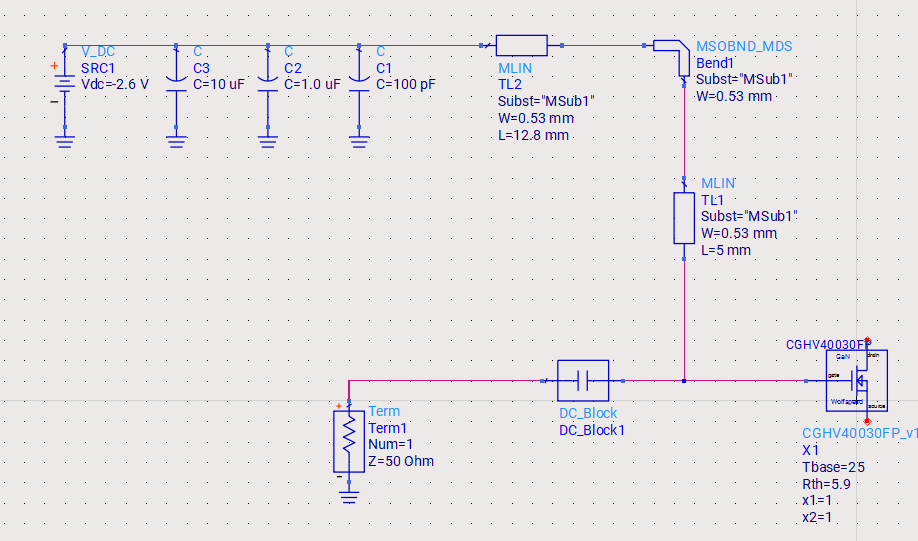 V_DC
SRC1
Vdc=-2.6 V
C
C3
C=10 uF
C
C2
C=1.0 uF
C
C1
C=100 pF
MLIN
TL2
Subst="MSub1"
W=0.53 mm
L=12.8 mm
MSOBND_MDS
Bend1
Subst="MSub1"
W=0.53 mm
MLIN
TL1
Subst="MSub1"
W=0.53 mm
L=5 mm
Term
Term1
Num=1
Z=50 Ohm
DC_Block
DC_Block1
CGHV40030FP
GaN
drain
gate
Wolfspeed
source
CGHV40030FP_v1
X1
Tbase=25
Rth=5.9
x1=1
x2=1